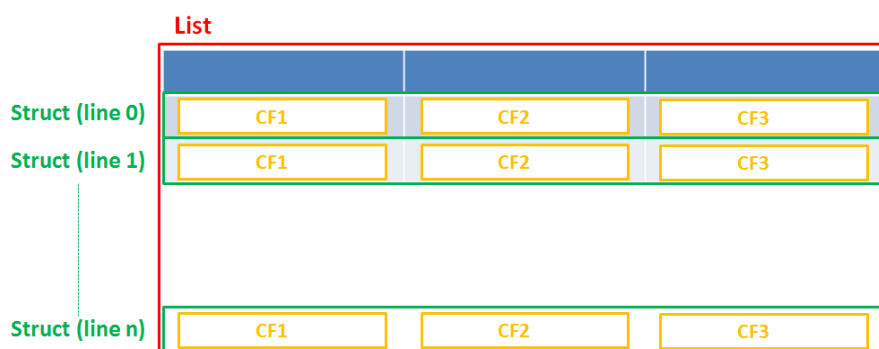 List
Struct (line 0) CF1 CF2 CF3
Struct (line 1) CF1 CF2 CF3
Struct (line n) CF1 CF2 CF3